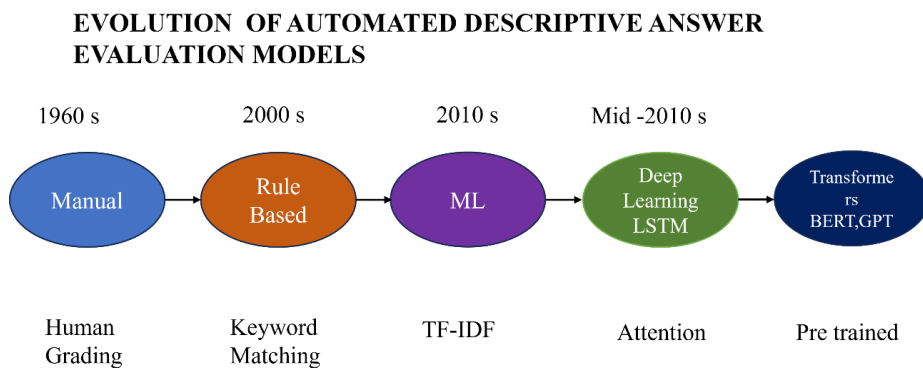 EVOLUTION OF AUTOMATED DESCRIPTIVE ANSWER
EVALUATION MODELS
1960 s
2000 s
2010 s
Mid -2010 s
Manual
Rule
Based
ML
Deep
Learning
LSTM
Transforme
rs
BERT,GPT
Human
Grading
Keyword
Matching
TF-IDF
Attention
Pre trained